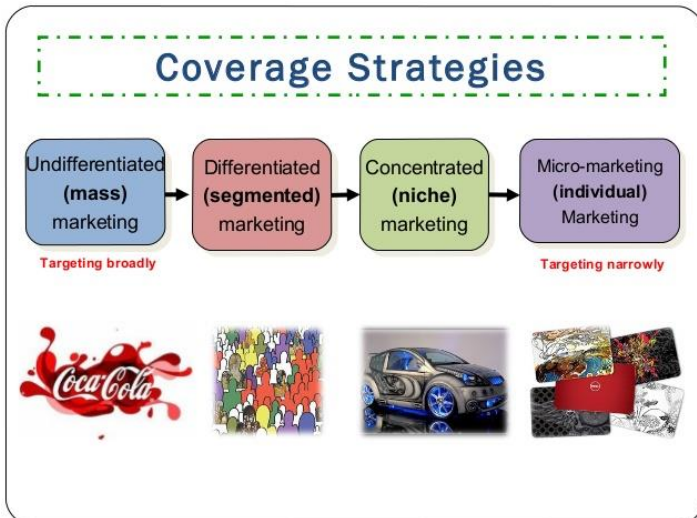 Coverage Strategies
Undifferentiated
(mass)
marketing
Differentiated
(segmented)
marketing
Concentrated
(niche)
marketing
Micro-marketing
(individual)
Marketing
Targeting broadly
Targeting narrowly
Coca-Cola
DELL